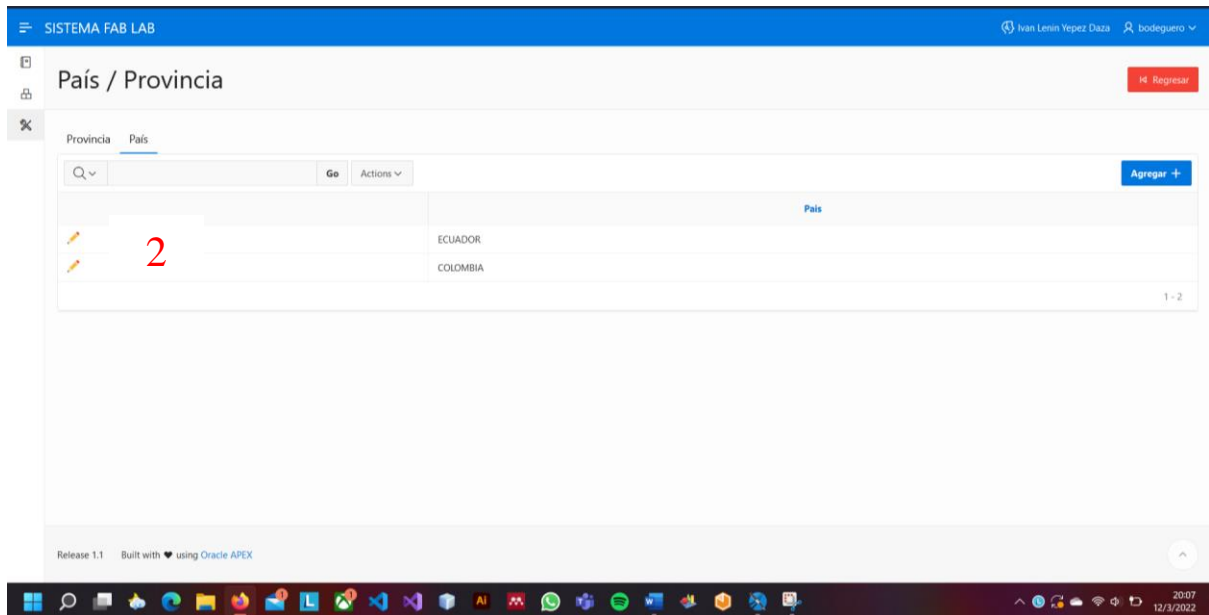 SISTEMA FAB LAB
Ivan Lenin Yepez Daza bodeguero
País / Provincia
Regresar
Provincia País
Go Actions Agregar +
Pais
2
ECUADOR
COLOMBIA
1 - 2
Release 1.1 Built with ♥ using Oracle APEX
20:07
12/3/2022